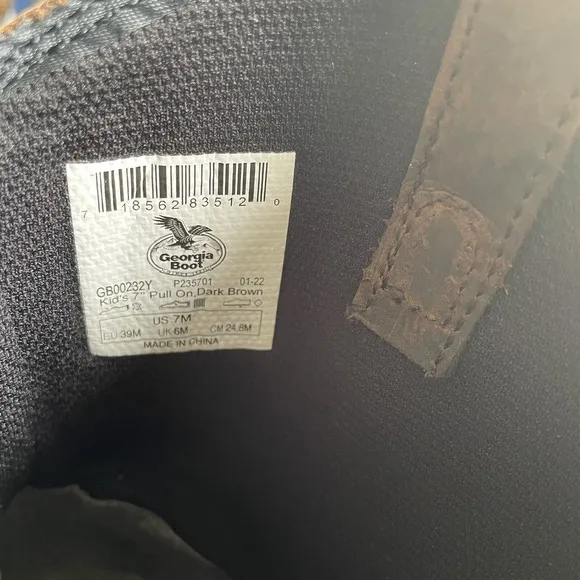 7 18562 83512 0
Georgia
Boot
GB00232Y P235701 01-22
Kid's 7" Pull On,Dark Brown
US 7M
EU 39M UK 6M CM 24.8M
MADE IN CHINA